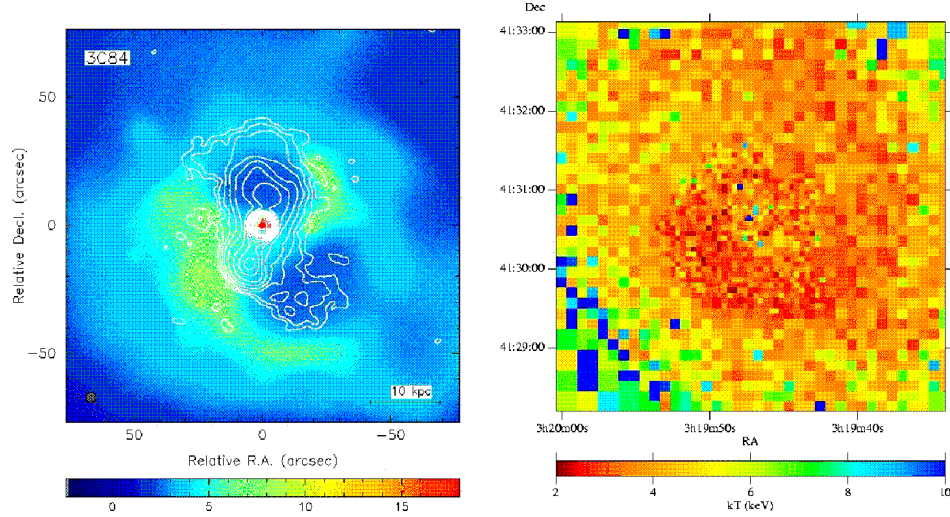 3C84
50
0
−50
Relative Decl. (arcsec)
10 kpc
50
0
−50
Relative R.A. (arcsec)
0
5
10
15
Dec
41:33:00
41:32:00
41:31:00
41:30:00
41:29:00
3h20m00s
3h19m50s
3h19m40s
RA
2
4
6
8
10
kT (keV)